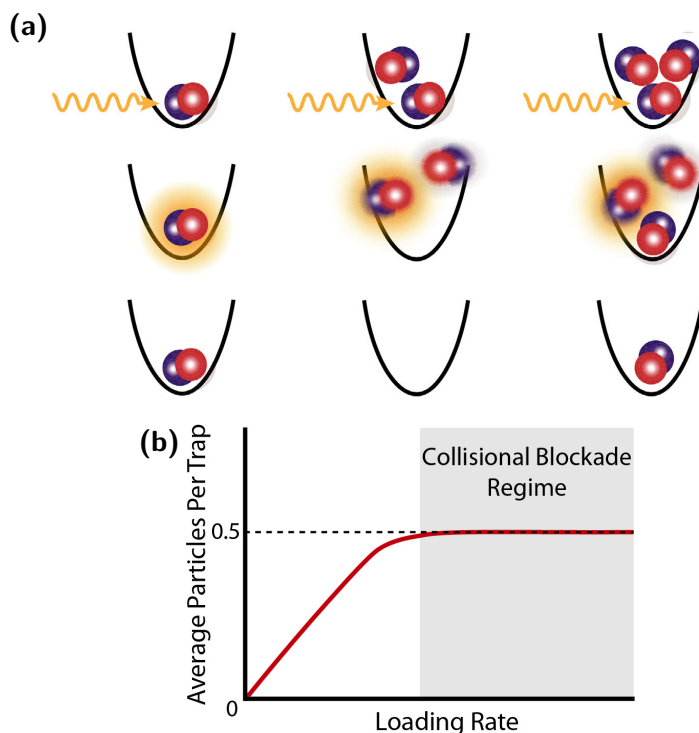 (a)
(b)
Average Particles Per Trap
0.5
0
Collisional Blockade
Regime
Loading Rate